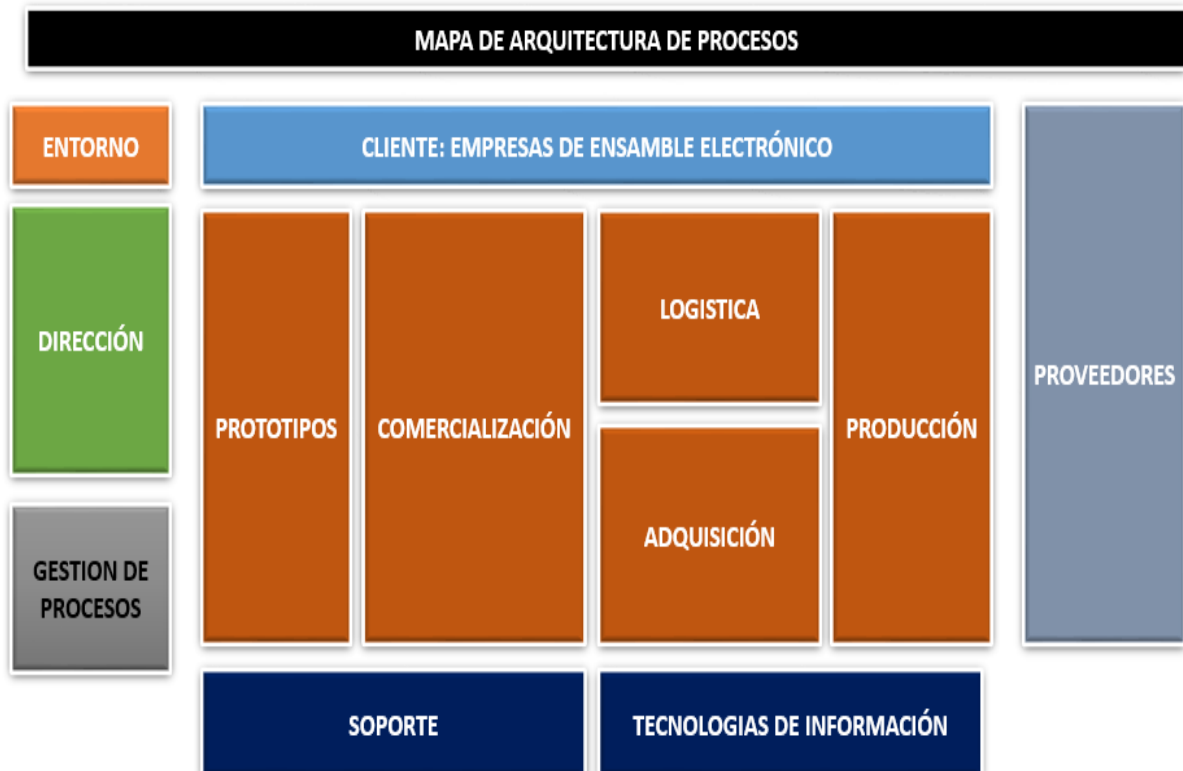 MAPA DE ARQUITECTURA DE PROCESOS
ENTORNO
CLIENTE: EMPRESAS DE ENSAMBLE ELECTRÓNICO
DIRECCIÓN
GESTION DE
PROCESOS
PROTOTIPOS
COMERCIALIZACIÓN
LOGISTICA
ADQUISICIÓN
PRODUCCIÓN
PROVEEDORES
SOPORTE
TECNOLOGIAS DE INFORMACIÓN